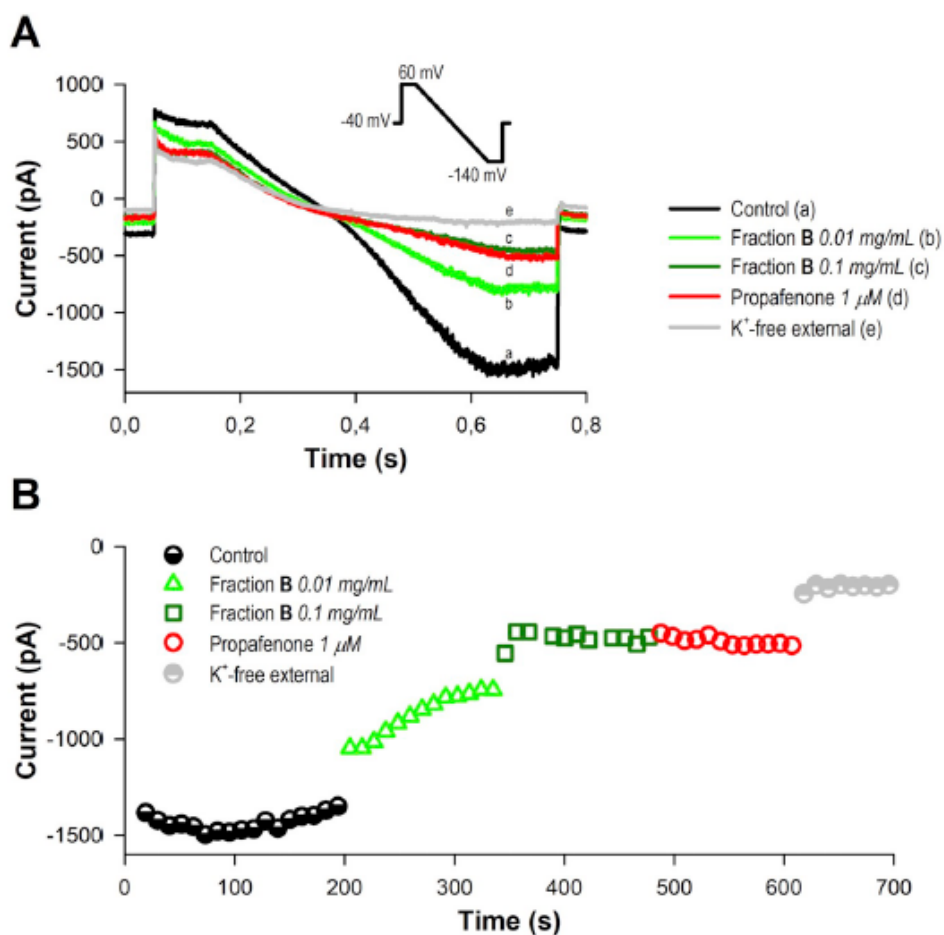 A
1000
500
0
-500
-1000
-1500
Current (pA)
60 mV
-40 mV
-140 mV
e
c
d
b
a
0,0 0,2 0,4 0,6 0,8
Time (s)
Control (a)
Fraction B 0.01 mg/mL (b)
Fraction B 0.1 mg/mL (c)
Propafenone 1 μM (d)
K⁺-free external (e)
B
0
-500
-1000
-1500
Current (pA)
Control
Fraction B 0.01 mg/mL
Fraction B 0.1 mg/mL
Propafenone 1 μM
K⁺-free external
0 100 200 300 400 500 600 700
Time (s)